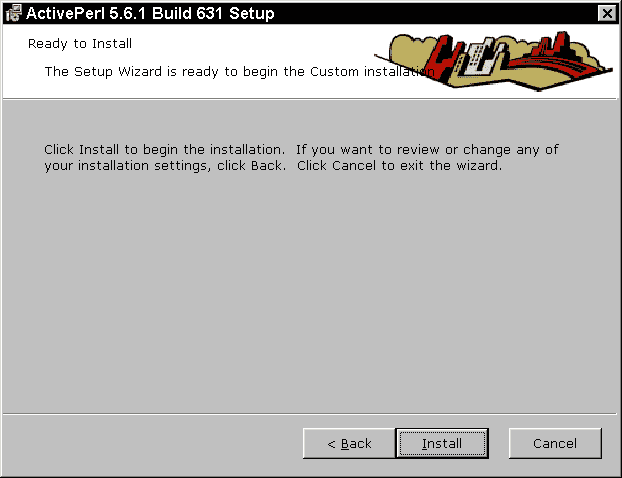 ActivePerl 5.6.1 Build 631 Setup
Ready to Install
The Setup Wizard is ready to begin the Custom installation
Click Install to begin the installation. If you want to review or change any of
your installation settings, click Back. Click Cancel to exit the wizard.
< Back
Install
Cancel